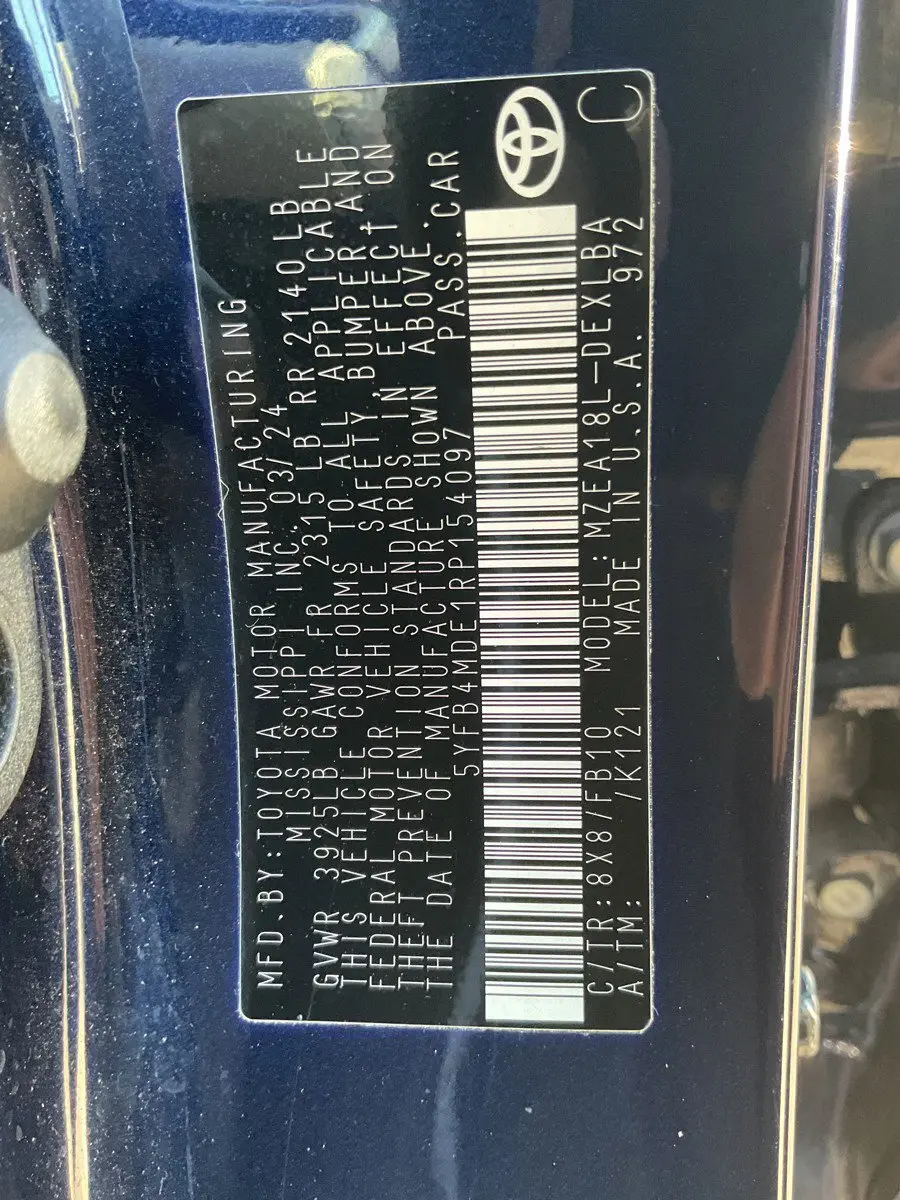 MFD.BY:TOYOTA MOTOR MANUFACTURING
MISSISSIPPI INC. 03/24
GVWR 3925LB GAWR FR 2315 LB RR 2140LB
THIS VEHICLE CONFORMS TO ALL APPLICABLE
FEDERAL MOTOR VEHICLE SAFETY, BUMPER, AND
THEFT PREVENTION STANDARDS IN EFFECT ON
THE DATE OF MANUFACTURE SHOWN ABOVE.
5YFB4MDE1RP154097 PASS.CAR
C/TR:8X8/FB10 MODEL:MZEA18L-DEXLBA
A/TM: /K121 MADE IN U.S.A. 972
C